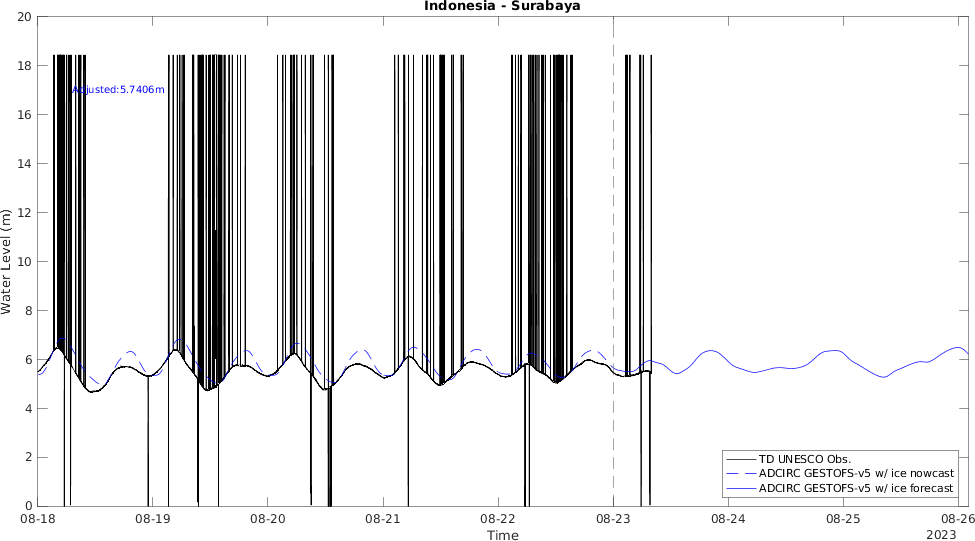 Indonesia - Surabaya
20
18
16
14
12
10
8
6
4
2
0
Water Level (m)
Adjusted:5.7406m
TD UNESCO Obs.
ADCIRC GESTOFS-v5 w/ ice nowcast
ADCIRC GESTOFS-v5 w/ ice forecast
08-18 08-19 08-20 08-21 08-22 08-23 08-24 08-25 08-26
Time
2023